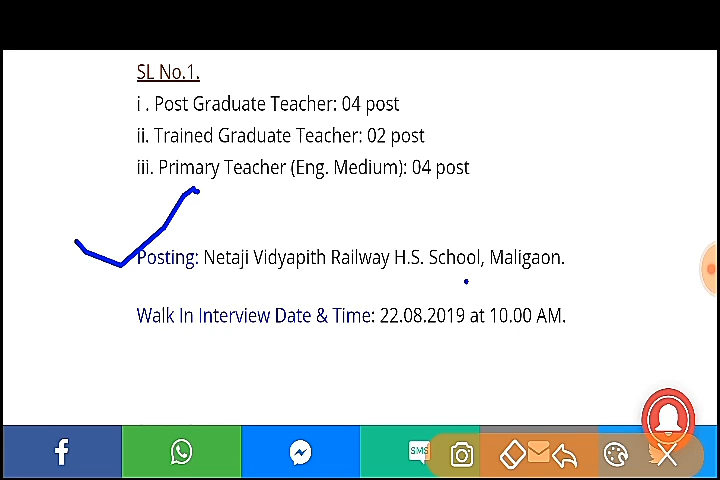 SL No.1.
i . Post Graduate Teacher: 04 post
ii. Trained Graduate Teacher: 02 post
iii. Primary Teacher (Eng. Medium): 04 post
Posting: Netaji Vidyapith Railway H.S. School, Maligaon.
Walk In Interview Date & Time: 22.08.2019 at 10.00 AM.
SMS